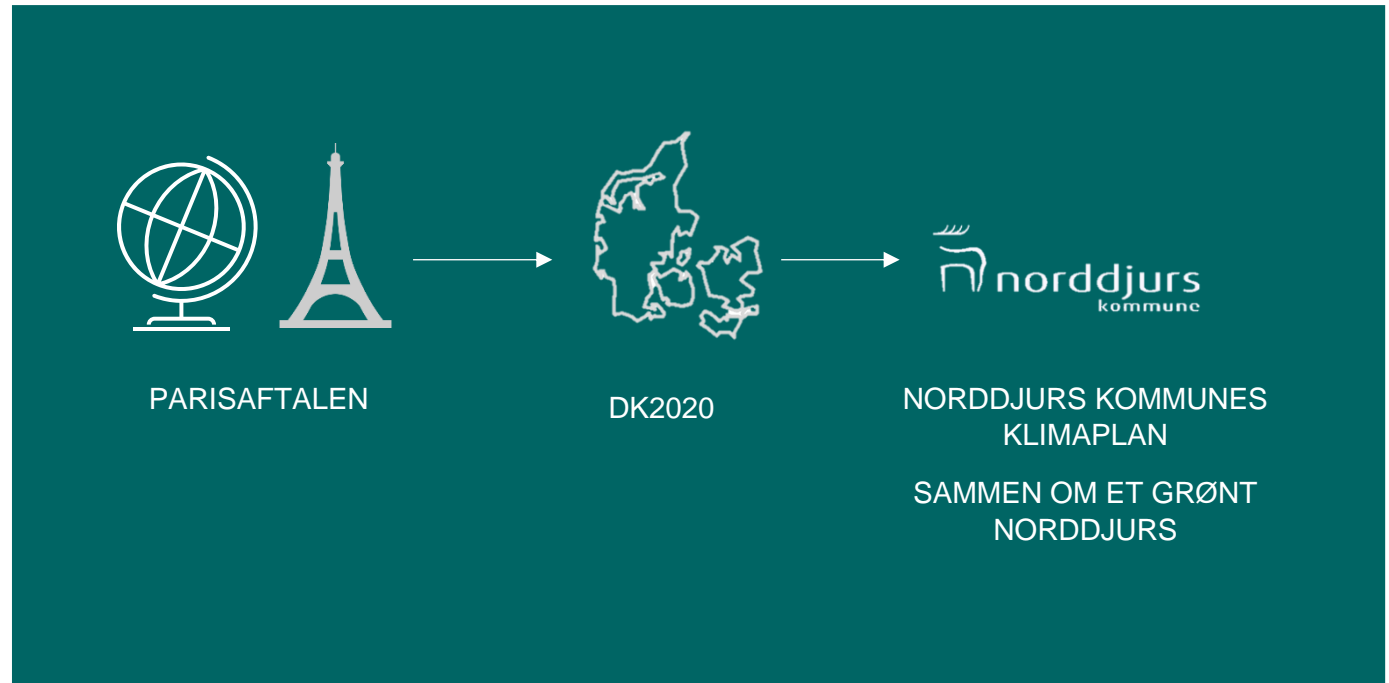 norddjurs
kommune
PARISAFTALEN
DK2020
NORDDJURS KOMMUNES
KLIMAPLAN
SAMMEN OM ET GRØNT
NORDDJURS